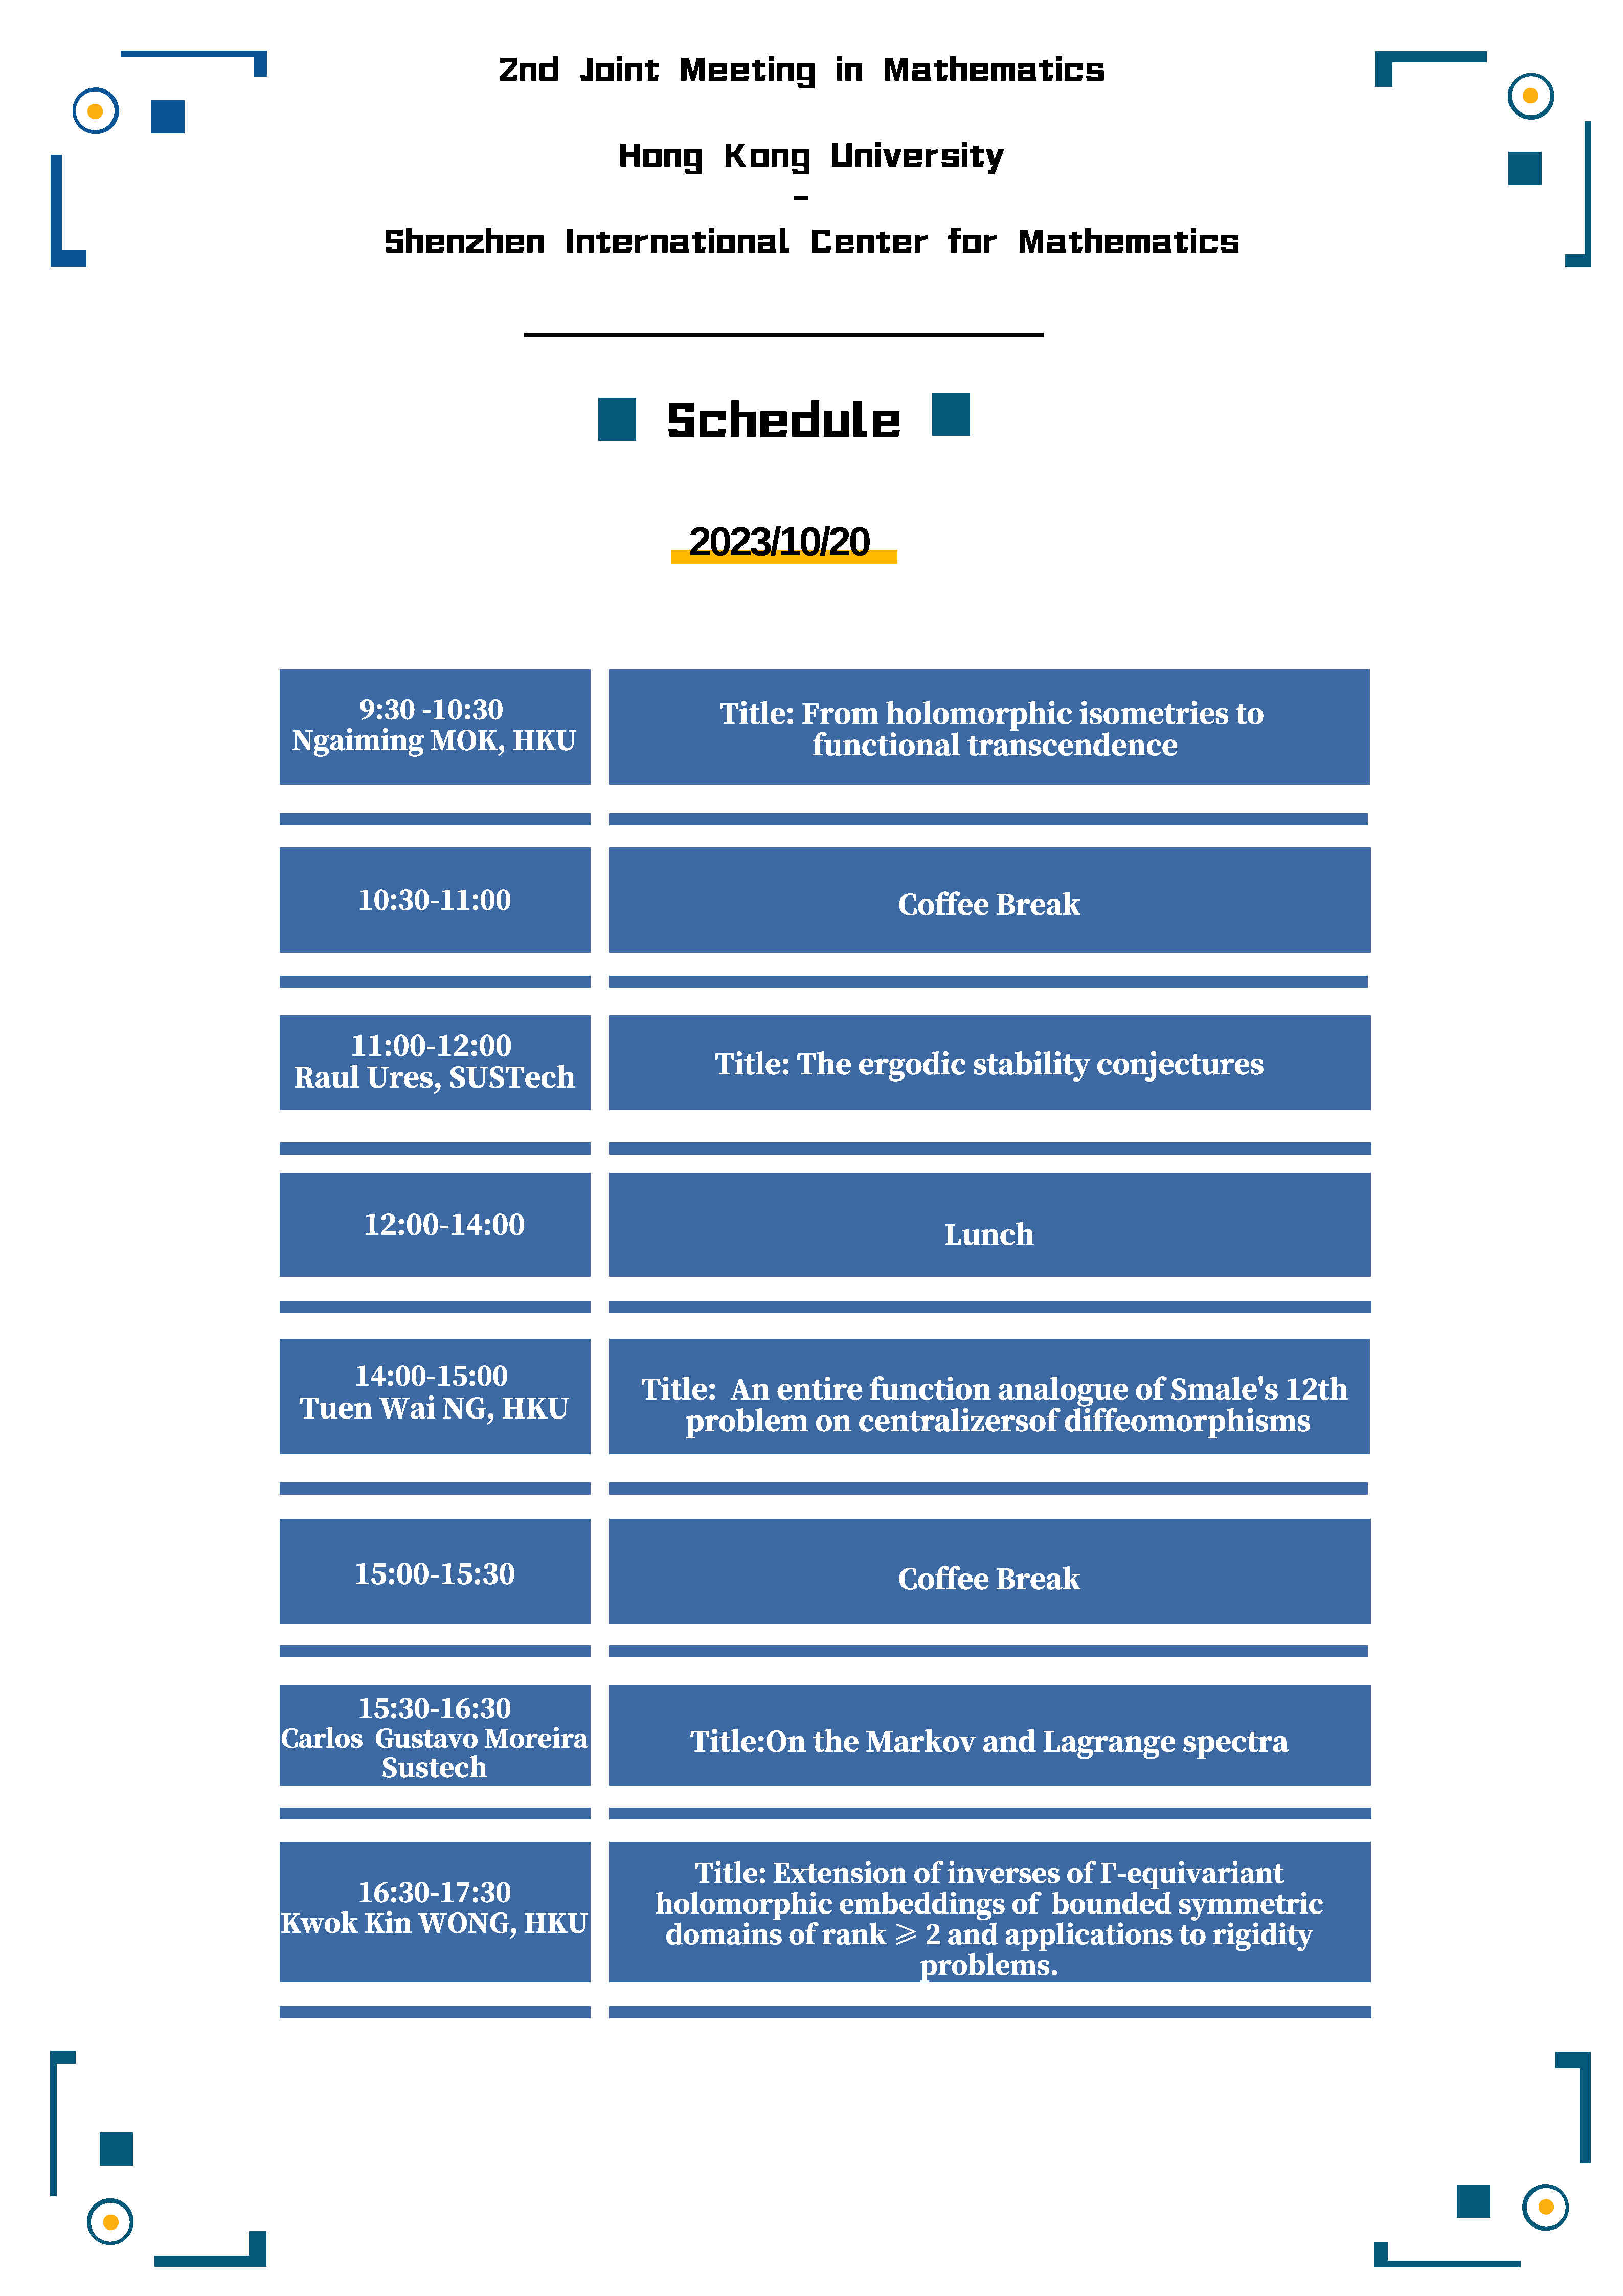 2nd Joint Meeting in Mathematics
Hong Kong University
-
Shenzhen International Center for Mathematics
Schedule
2023/10/20
9:30 -10:30
Ngaiming MOK, HKU
Title: From holomorphic isometries to
functional transcendence
10:30-11:00
Coffee Break
11:00-12:00
Raul Ures, SUSTech
Title: The ergodic stability conjectures
12:00-14:00
Lunch
14:00-15:00
Tuen Wai NG, HKU
Title:  An entire function analogue of Smale's 12th
problem on centralizersof diffeomorphisms
15:00-15:30
Coffee Break
15:30-16:30
Carlos  Gustavo Moreira
Sustech
Title:On the Markov and Lagrange spectra
16:30-17:30
Kwok Kin WONG, HKU
Title: Extension of inverses of Γ-equivariant
holomorphic embeddings of  bounded symmetric
domains of rank ⩾ 2 and applications to rigidity
problems.